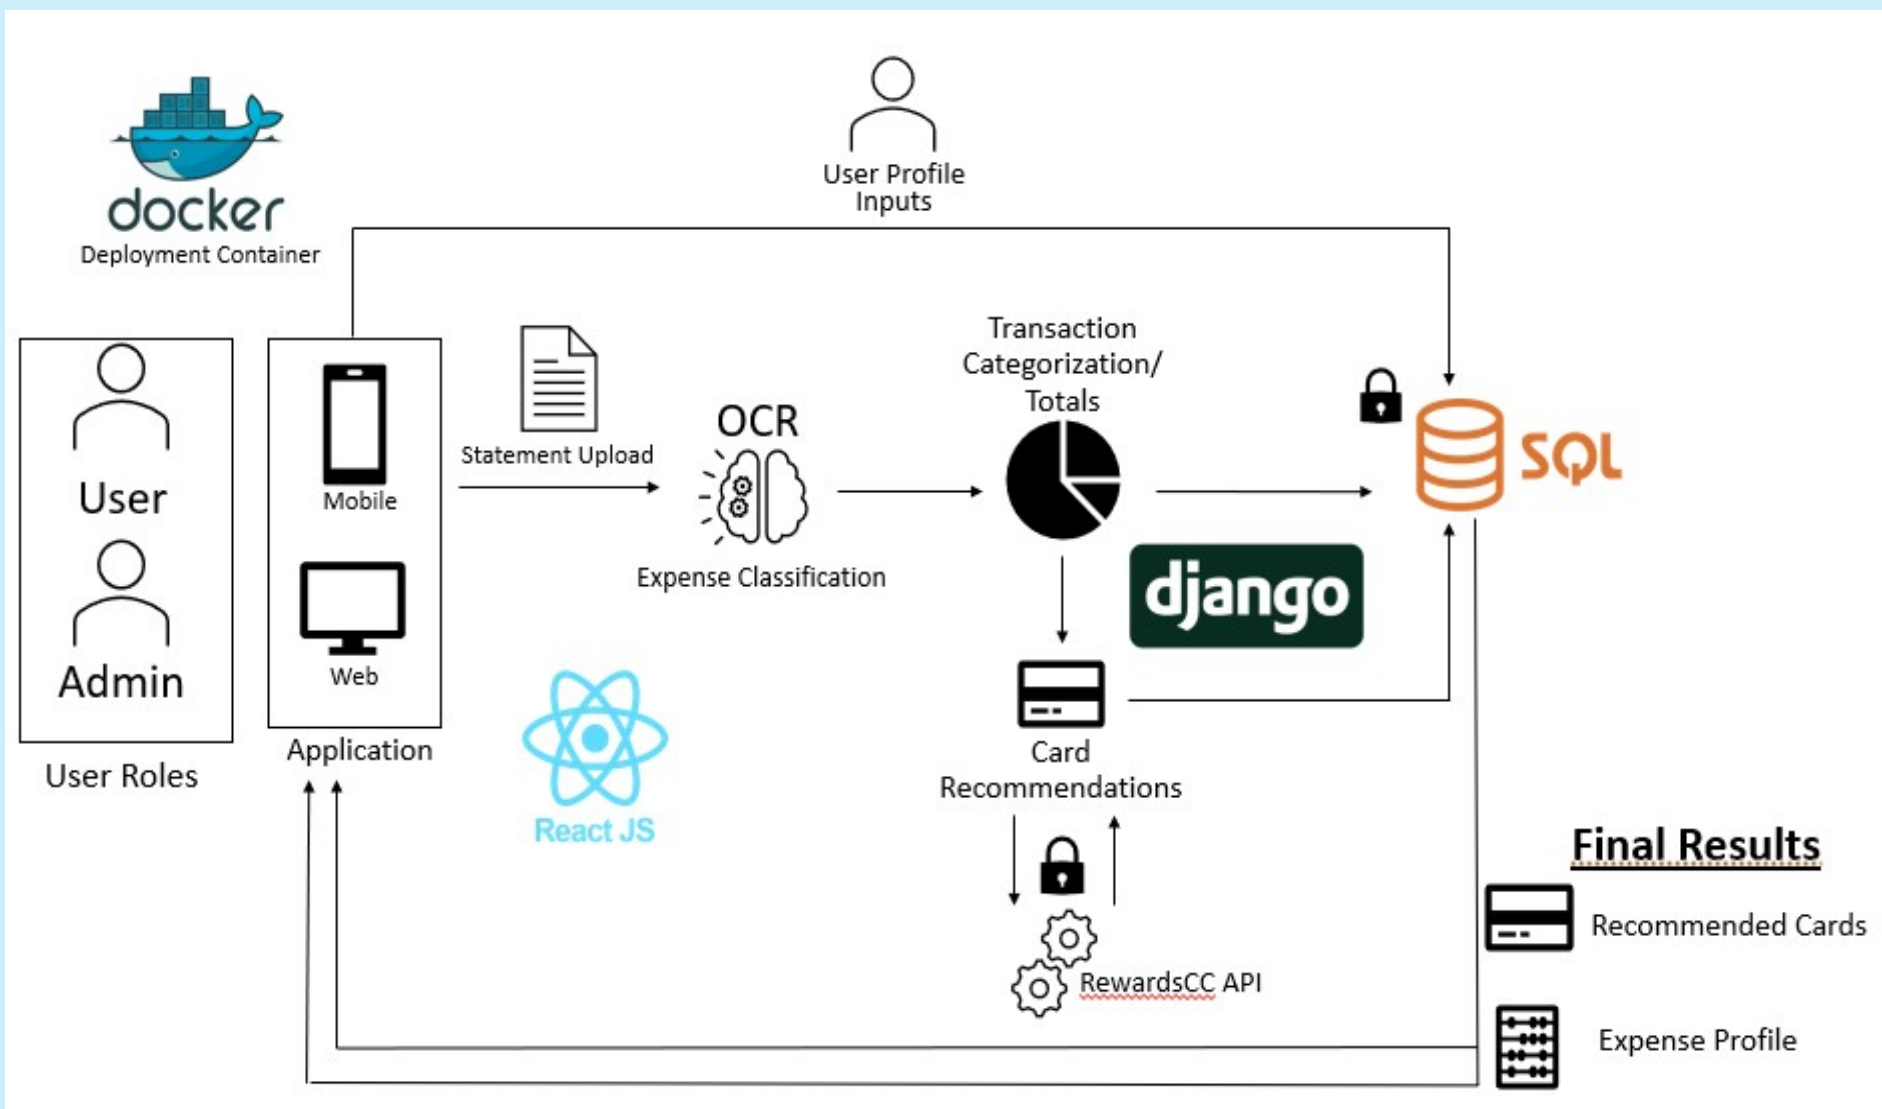 docker
Deployment Container
User Profile
Inputs
User
Admin
User Roles
Mobile
Web
Application
Statement Upload
OCR
Expense Classification
React JS
Transaction
Categorization/
Totals
django
SQL
Card
Recommendations
RewardsCC API
Final Results
Recommended Cards
Expense Profile